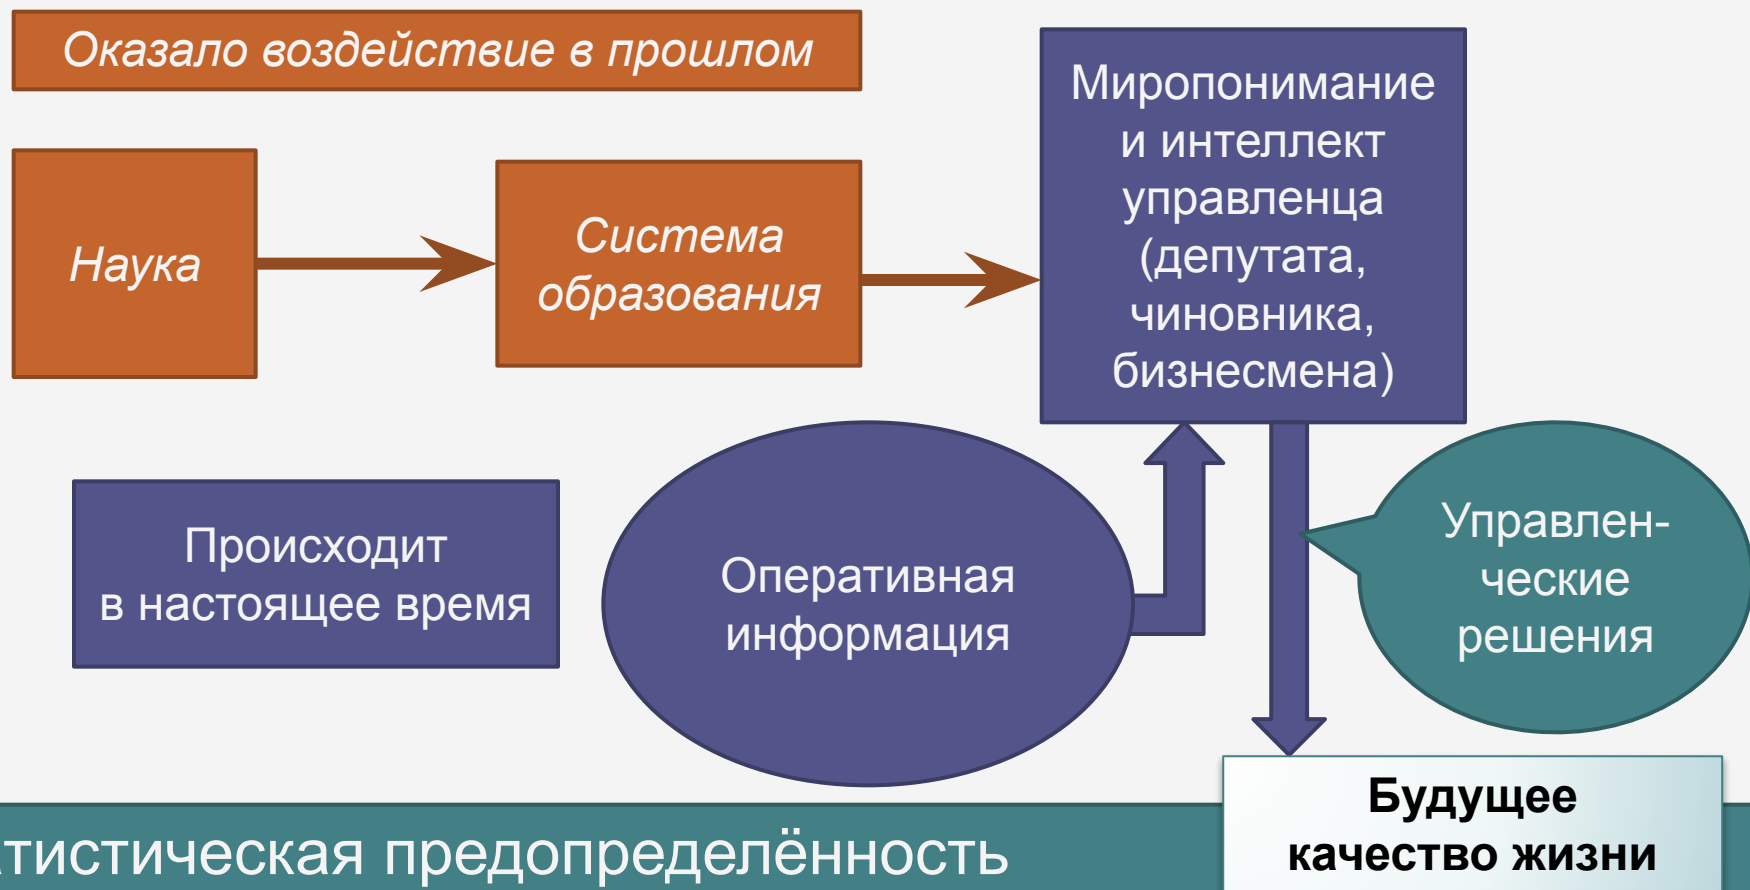 Оказало воздействие в прошлом
Наука
Система
образования
Миропонимание
и интеллект
управленца
(депутата,
чиновника,
бизнесмена)
Происходит
в настоящее время
Оперативная
информация
Управлен-
ческие
решения
Будущее
качество жизни
тистическая предопределённость